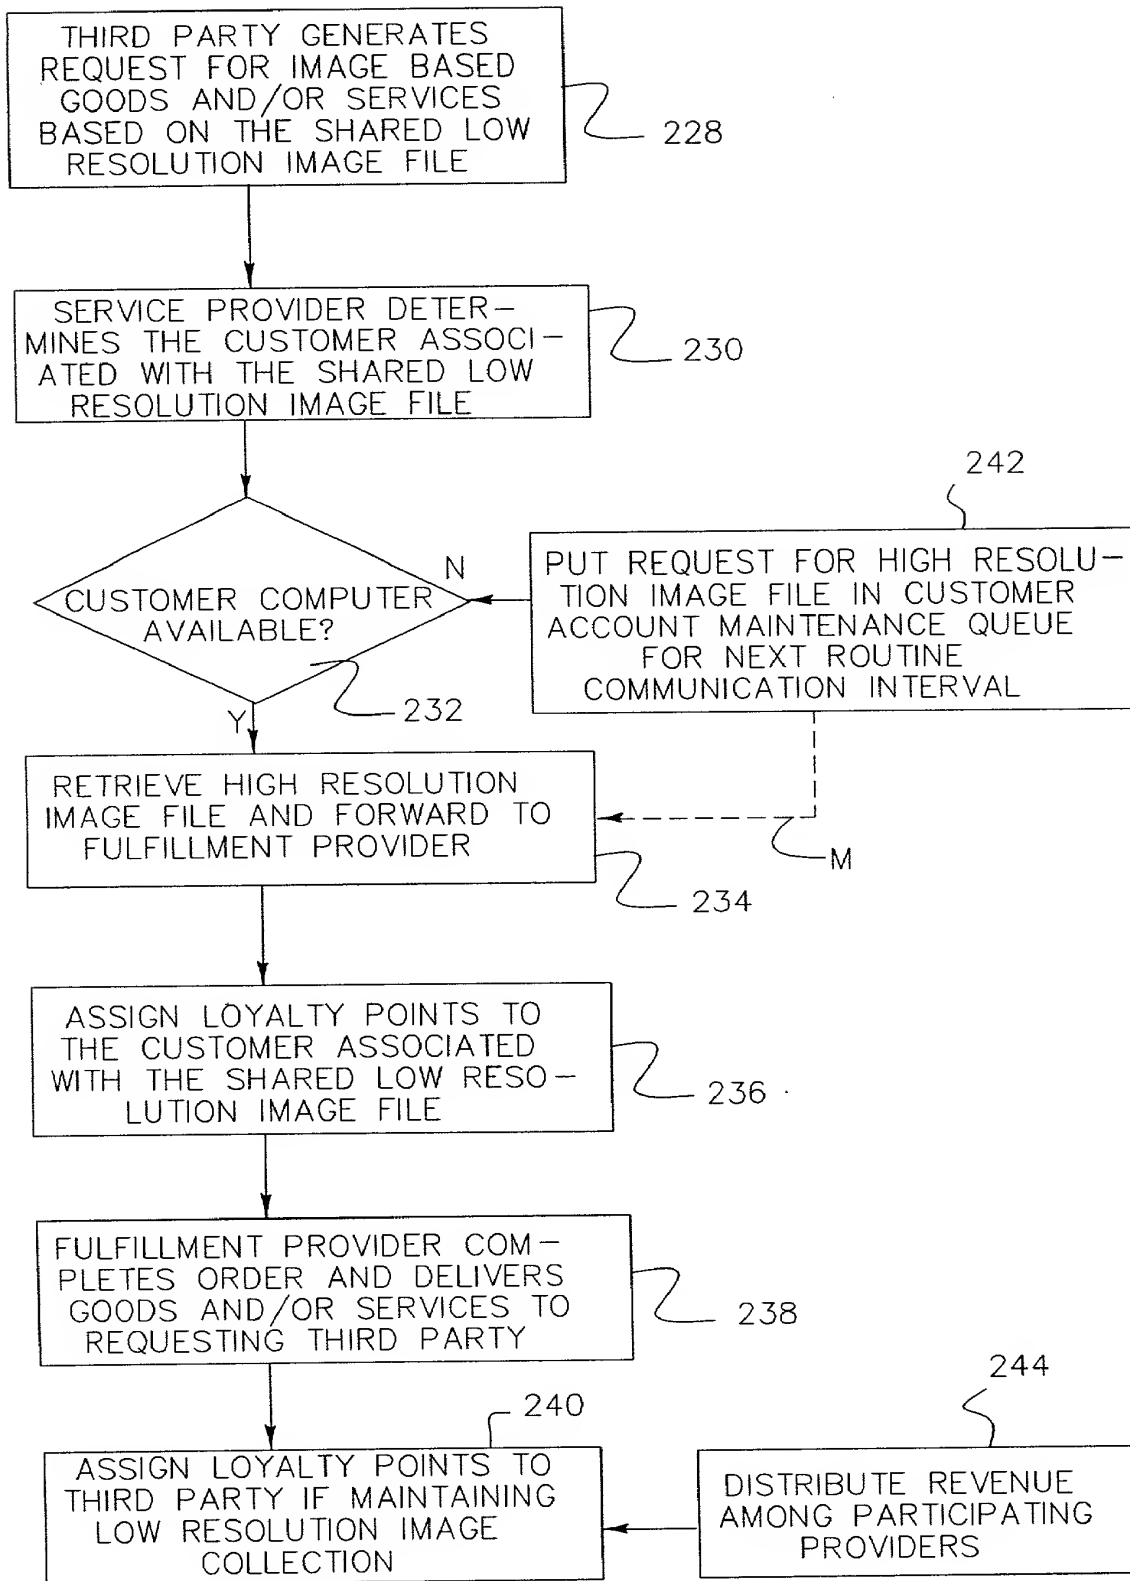 THIRD PARTY GENERATES
REQUEST FOR IMAGE BASED
GOODS AND/OR SERVICES
BASED ON THE SHARED LOW
RESOLUTION IMAGE FILE
228
SERVICE PROVIDER DETER-
MINES THE CUSTOMER ASSOCI-
ATED WITH THE SHARED LOW
RESOLUTION IMAGE FILE
230
CUSTOMER COMPUTER
AVAILABLE?
N
Y
232
242
PUT REQUEST FOR HIGH RESOLU-
TION IMAGE FILE IN CUSTOMER
ACCOUNT MAINTENANCE QUEUE
FOR NEXT ROUTINE
COMMUNICATION INTERVAL
RETRIEVE HIGH RESOLUTION
IMAGE FILE AND FORWARD TO
FULFILLMENT PROVIDER
M
234
ASSIGN LOYALTY POINTS TO
THE CUSTOMER ASSOCIATED
WITH THE SHARED LOW RESO-
LUTION IMAGE FILE
236
FULFILLMENT PROVIDER COM-
PLETES ORDER AND DELIVERS
GOODS AND/OR SERVICES TO
REQUESTING THIRD PARTY
238
240
ASSIGN LOYALTY POINTS TO
THIRD PARTY IF MAINTAINING
LOW RESOLUTION IMAGE
COLLECTION
244
DISTRIBUTE REVENUE
AMONG PARTICIPATING
PROVIDERS